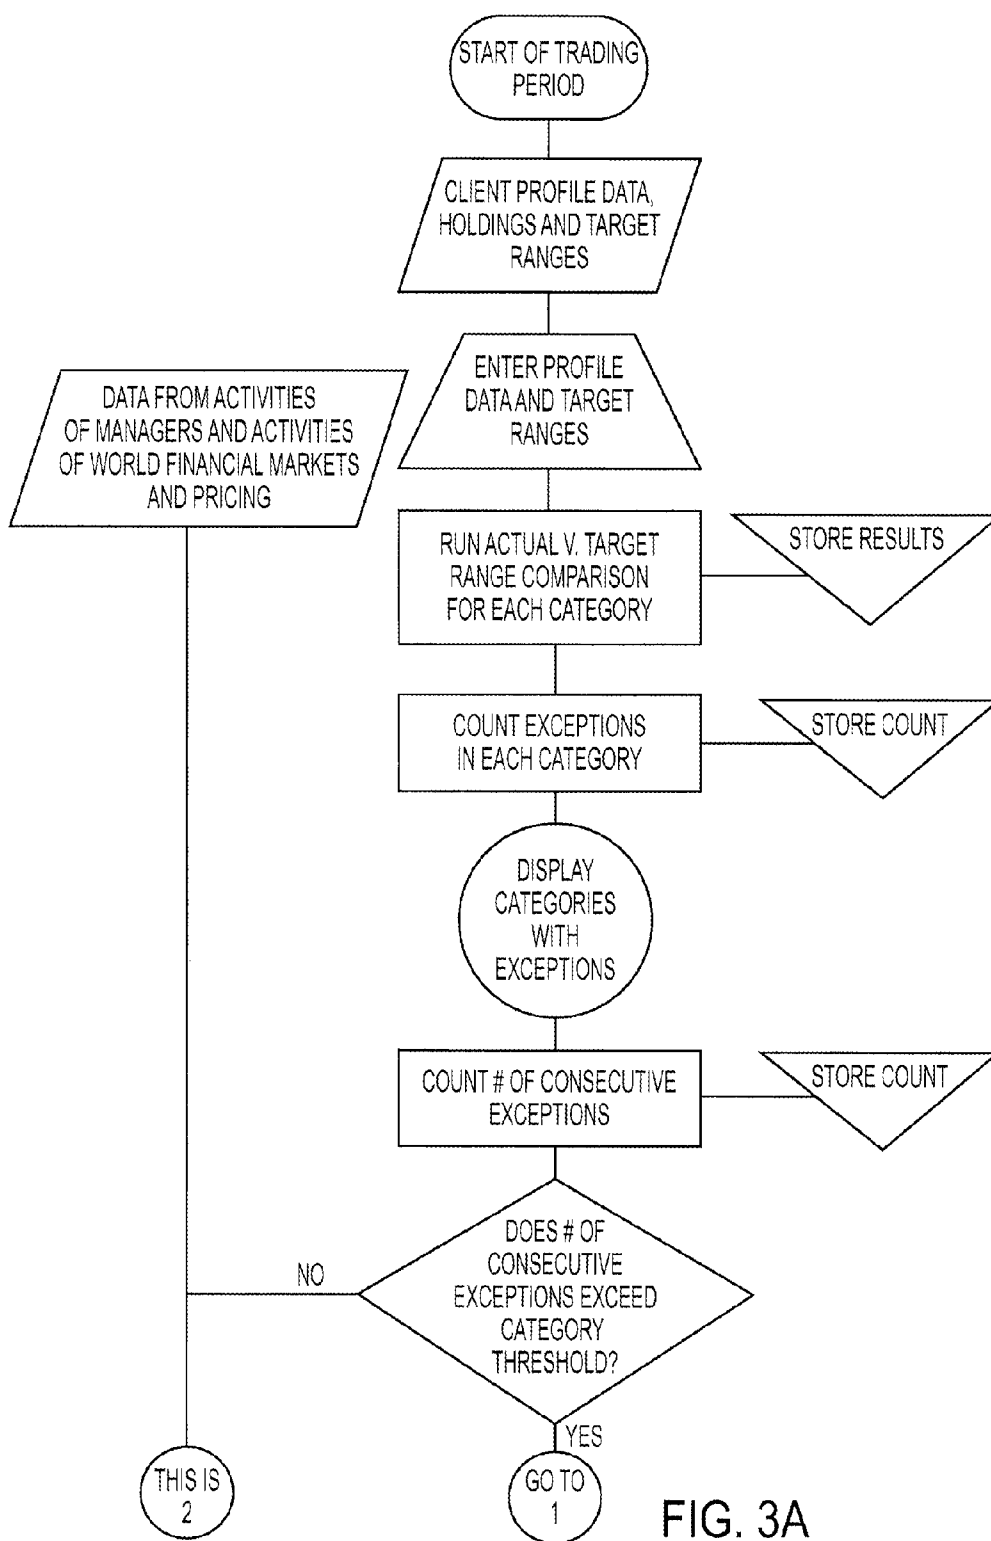 START OF TRADING
PERIOD
CLIENT PROFILE DATA,
HOLDINGS AND TARGET
RANGES
ENTER PROFILE
DATA AND TARGET
RANGES
DATA FROM ACTIVITIES
OF MANAGERS AND ACTIVITIES
OF WORLD FINANCIAL MARKETS
AND PRICING
RUN ACTUAL V. TARGET
RANGE COMPARISON
FOR EACH CATEGORY
STORE RESULTS
COUNT EXCEPTIONS
IN EACH CATEGORY
STORE COUNT
DISPLAY
CATEGORIES
WITH
EXCEPTIONS
COUNT # OF CONSECUTIVE
EXCEPTIONS
STORE COUNT
DOES # OF
CONSECUTIVE
EXCEPTIONS EXCEED
CATEGORY
THRESHOLD?
NO
YES
THIS IS
2
GO TO
1
FIG. 3A